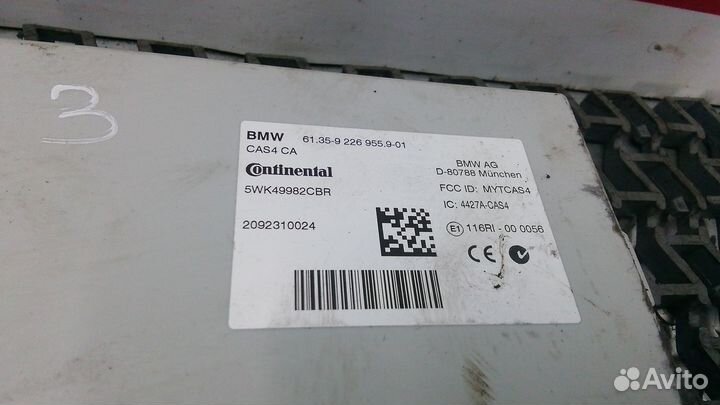 3
BMW 61.35-9 226 955.9-01
CAS4 CA
Continental
5WK49982CBR
2092310024
BMW AG
D-80788 München
FCC ID: MYTCAS4
IC: 4427A-CAS4
E1 116RI - 00 0056
CE
Avito